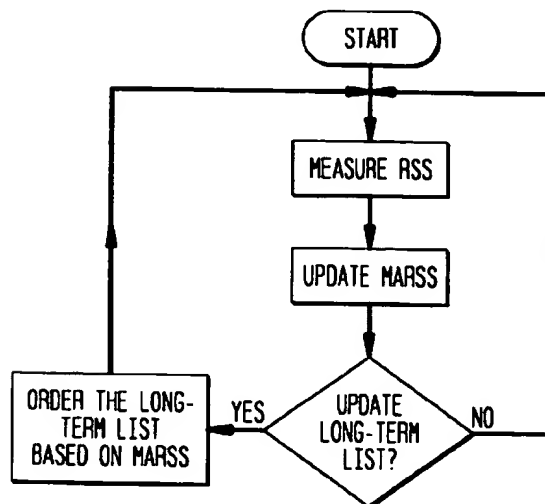 START
MEASURE RSS
UPDATE MARSS
ORDER THE LONG-
TERM LIST
BASED ON MARSS
YES
UPDATE
LONG-TERM
LIST?
NO